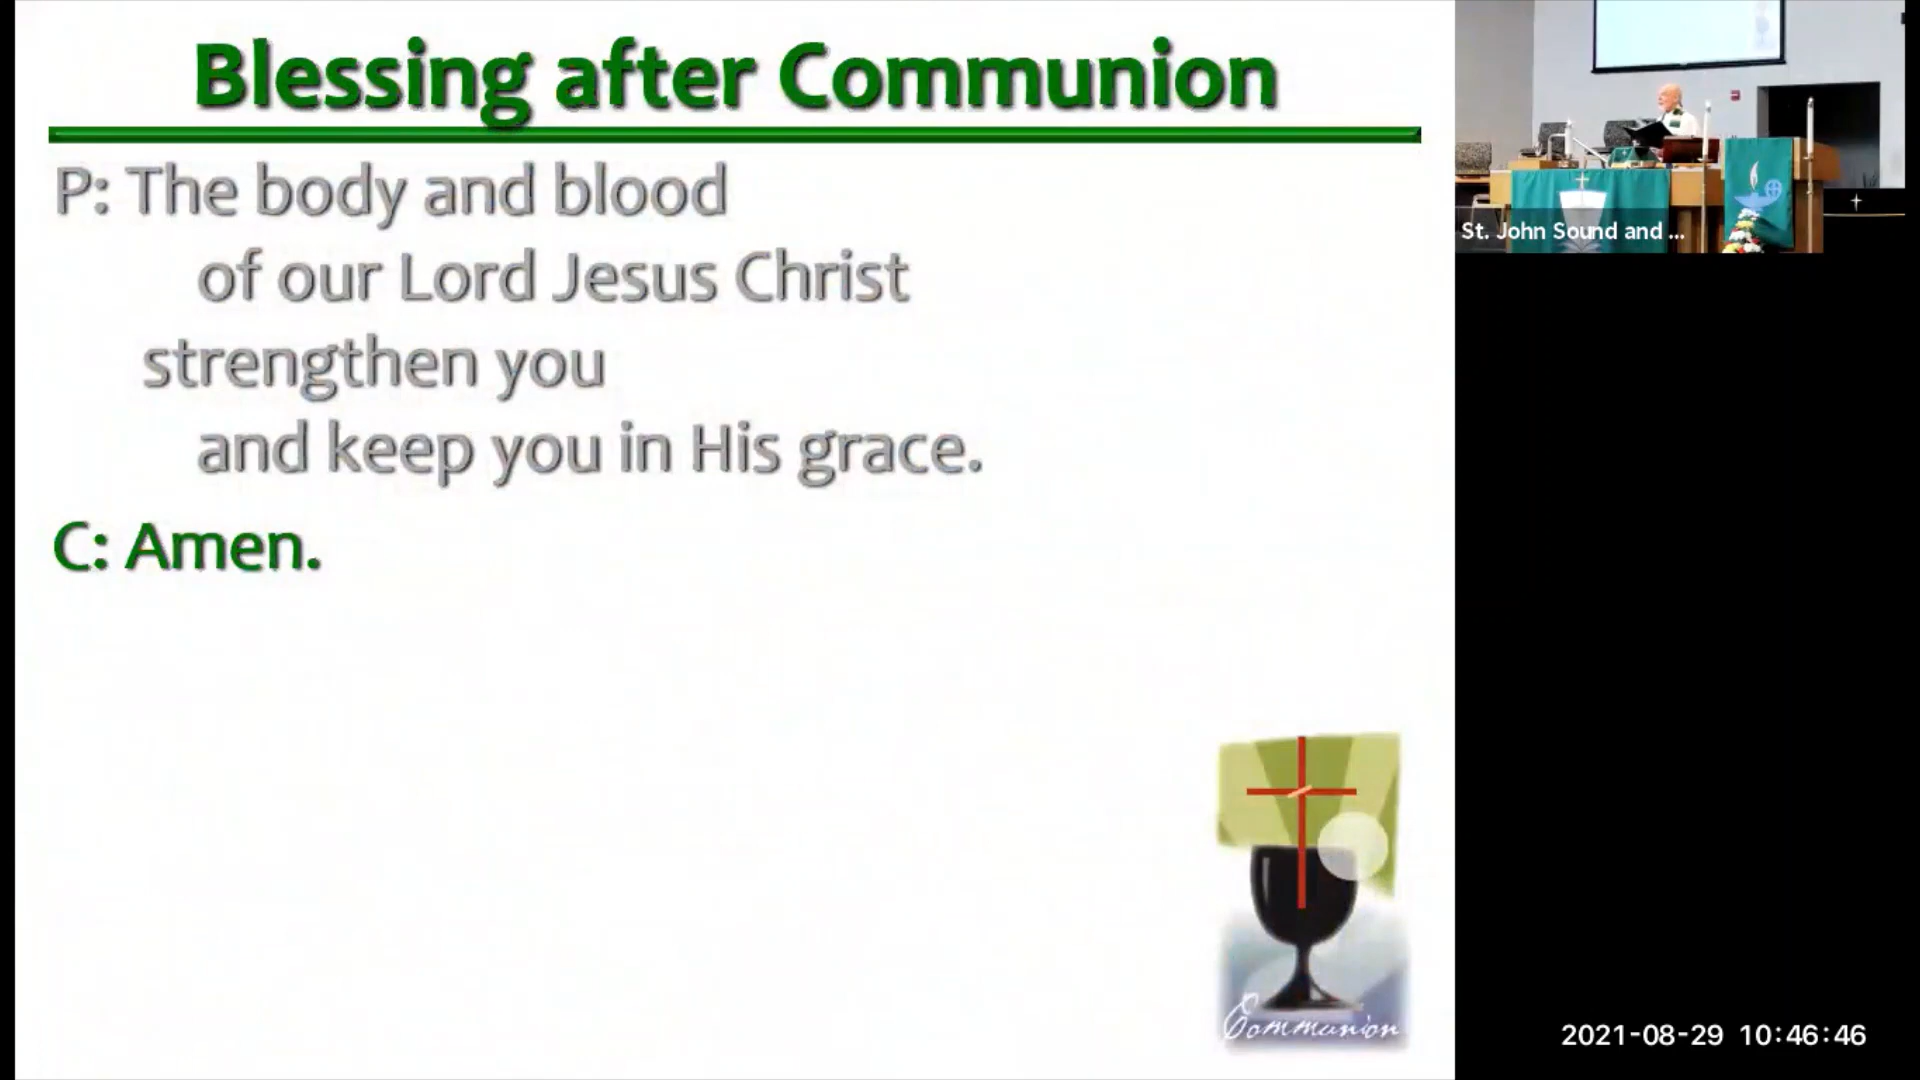 Blessing after Communion
P: The body and blood
of our Lord Jesus Christ
strengthen you
and keep you in His grace.
C: Amen.
Communion
St. John Sound and ...
2021-08-29 10:46:46